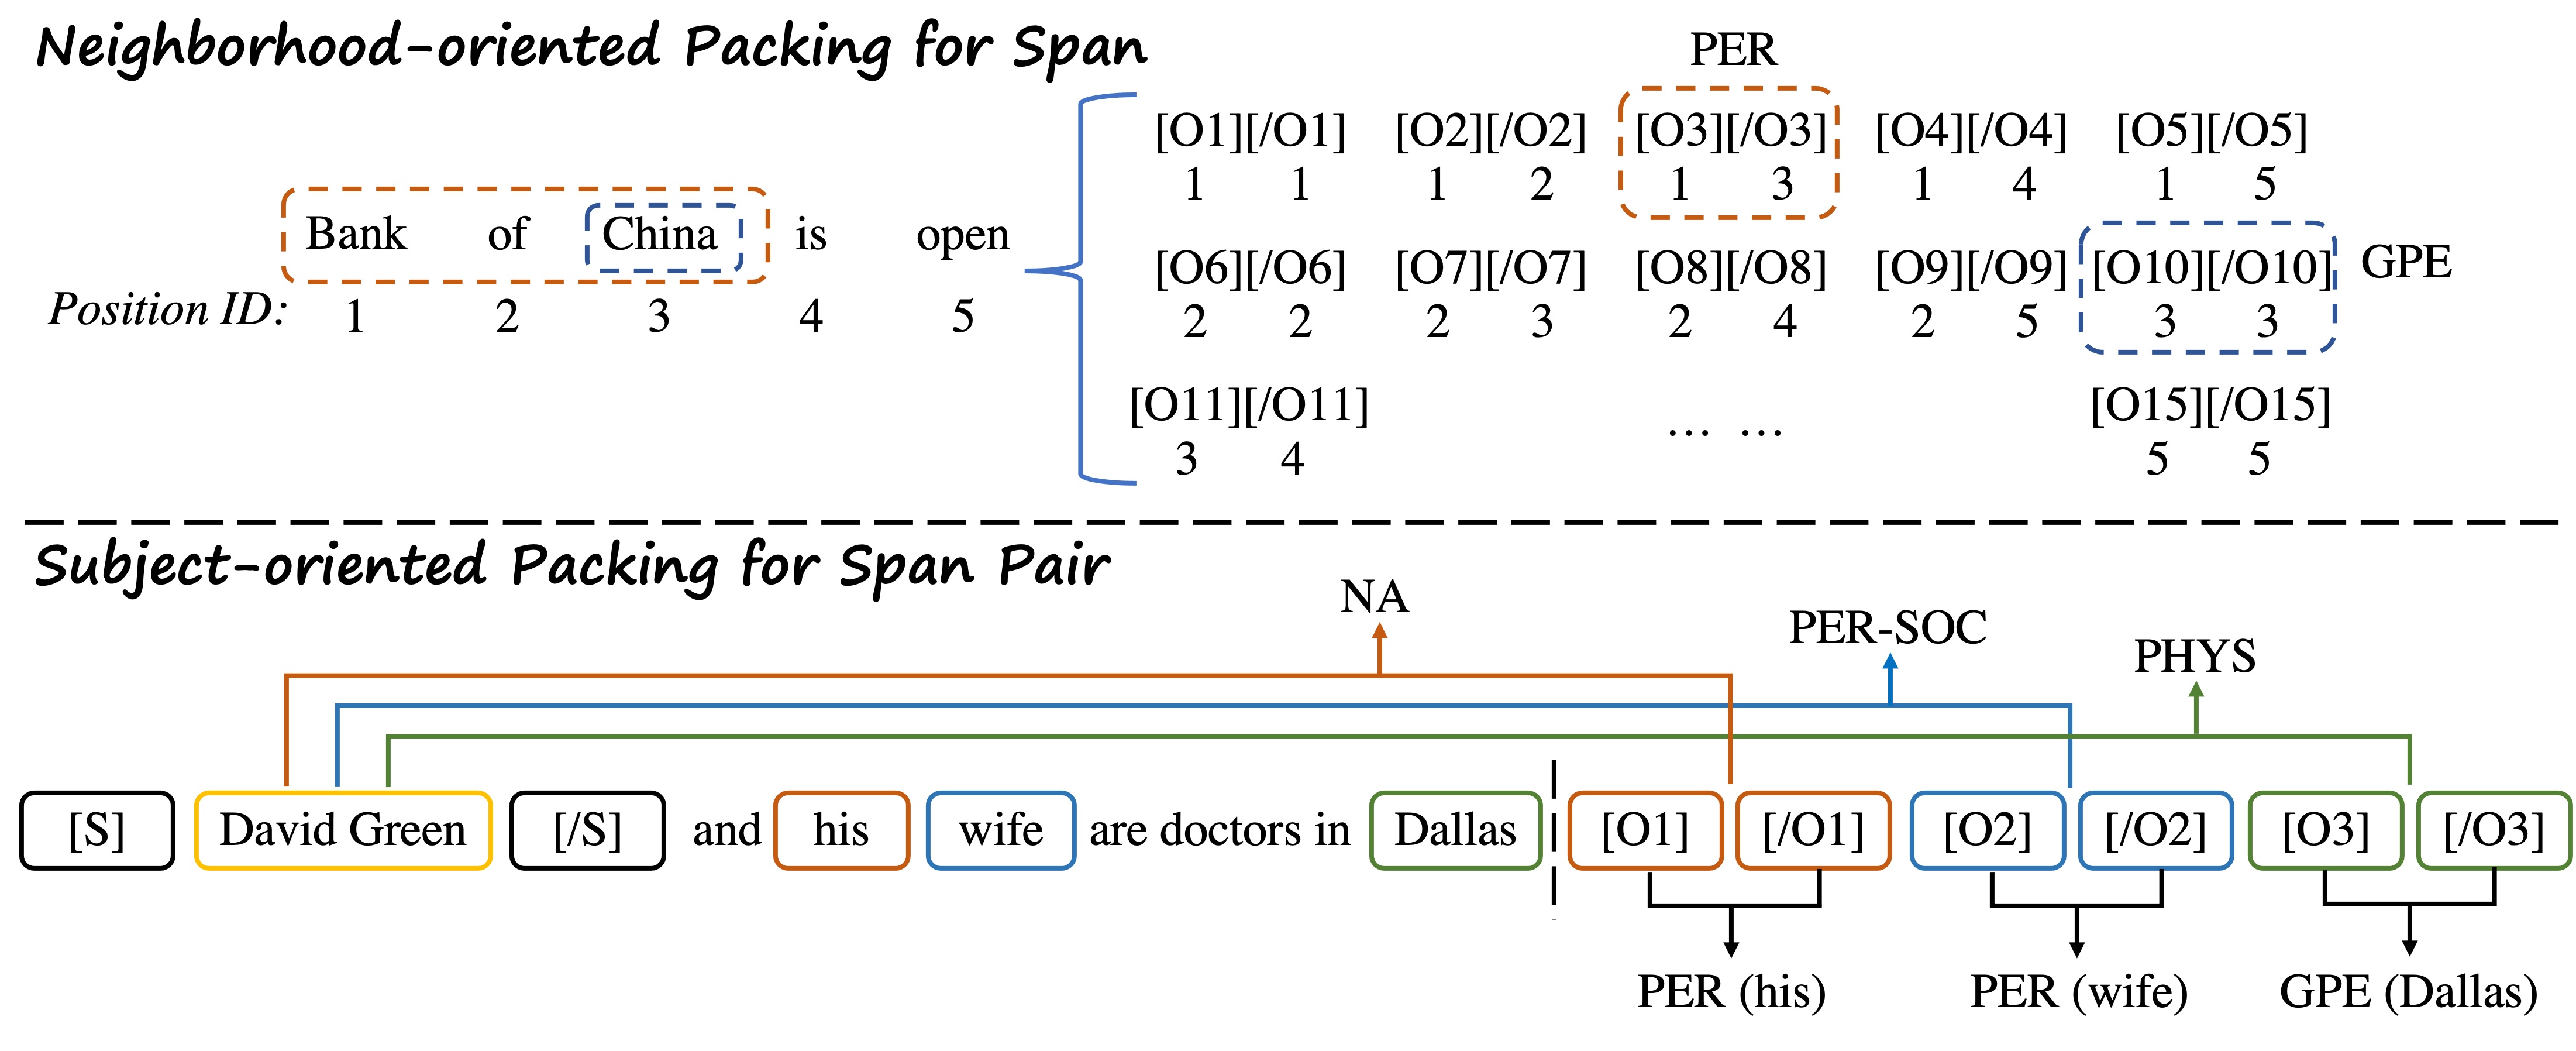 Neighborhood-oriented Packing for Span
PER
[O1][/O1] [O2][/O2] [O3][/O3] [O4][/O4] [O5][/O5]
1 1 1 2 1 3 1 4 1 5
Bank of China is open
[O6][/O6] [O7][/O7] [O8][/O8] [O9][/O9] [O10][/O10] GPE
Position ID: 1 2 3 4 5
2 2 2 3 2 4 2 5 3 3
[O11][/O11] ... ... [O15][/O15]
3 4 5 5
Subject-oriented Packing for Span Pair
NA
PER-SOC
PHYS
[S] David Green [/S] and his wife are doctors in Dallas [O1] [/O1] [O2] [/O2] [O3] [/O3]
PER (his) PER (wife) GPE (Dallas)